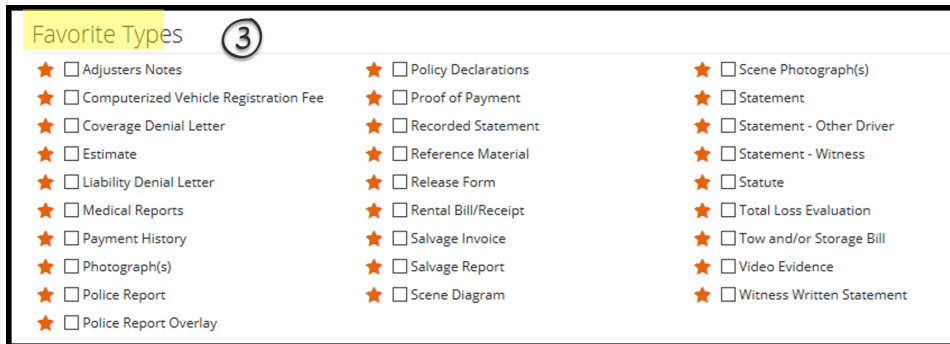 Favorite Types
3
Adjusters Notes
Computerized Vehicle Registration Fee
Coverage Denial Letter
Estimate
Liability Denial Letter
Medical Reports
Payment History
Photograph(s)
Police Report
Police Report Overlay
Policy Declarations
Proof of Payment
Recorded Statement
Reference Material
Release Form
Rental Bill/Receipt
Salvage Invoice
Salvage Report
Scene Diagram
Scene Photograph(s)
Statement
Statement - Other Driver
Statement - Witness
Statute
Total Loss Evaluation
Tow and/or Storage Bill
Video Evidence
Witness Written Statement